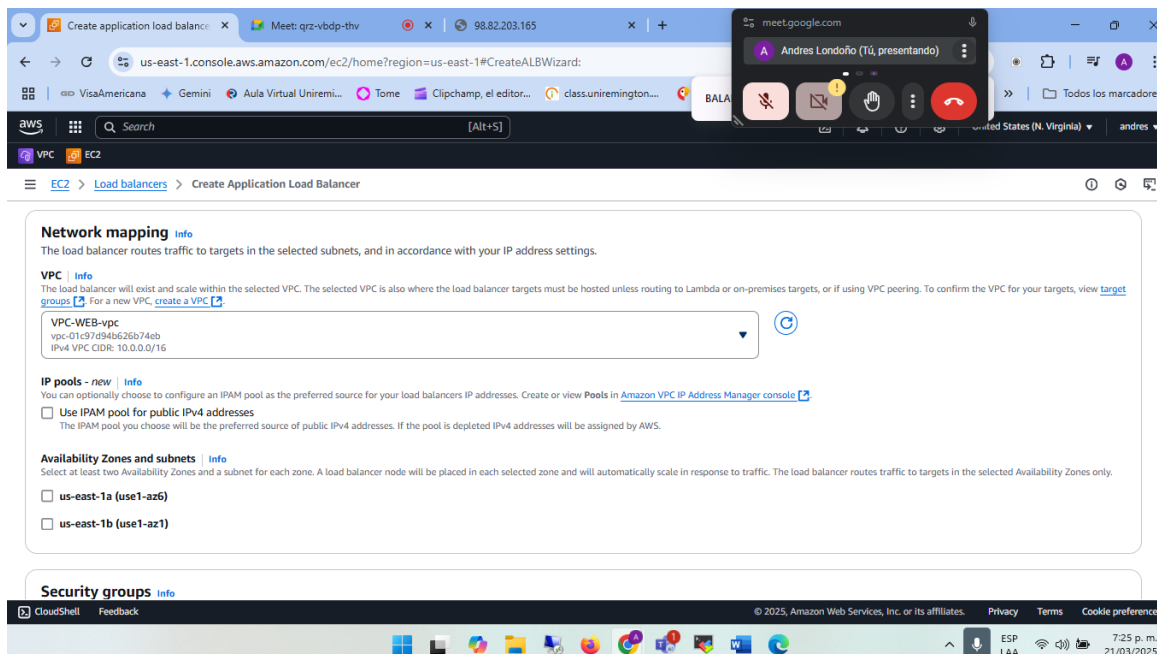 Create application load balance
Meet: qrz-vbdp-thv
98.82.203.165
meet.google.com
A Andres Londoño (Tú, presentando)
us-east-1.console.aws.amazon.com/ec2/home?region=us-east-1#CreateALBWizard:
A
VisaAmericana
Gemini
Aula Virtual Uniremi...
Tome
Clipchamp, el editor...
class.uniremington....
BALA
Todos los marcadore
aws
Search
[Alt+S]
United States (N. Virginia)
andres
VPC
EC2
EC2 > Load balancers > Create Application Load Balancer
Network mapping Info
The load balancer routes traffic to targets in the selected subnets, and in accordance with your IP address settings.
VPC | Info
The load balancer will exist and scale within the selected VPC. The selected VPC is also where the load balancer targets must be hosted unless routing to Lambda or on-premises targets, or if using VPC peering. To confirm the VPC for your targets, view target
groups. For a new VPC, create a VPC.
VPC-WEB-vpc
vpc-01c97d94b626b74eb
IPv4 VPC CIDR: 10.0.0.0/16
IP pools - new | Info
You can optionally choose to configure an IPAM pool as the preferred source for your load balancers IP addresses. Create or view Pools in Amazon VPC IP Address Manager console.
Use IPAM pool for public IPv4 addresses
The IPAM pool you choose will be the preferred source of public IPv4 addresses. If the pool is depleted IPv4 addresses will be assigned by AWS.
Availability Zones and subnets | Info
Select at least two Availability Zones and a subnet for each zone. A load balancer node will be placed in each selected zone and will automatically scale in response to traffic. The load balancer routes traffic to targets in the selected Availability Zones only.
us-east-1a (use1-az6)
us-east-1b (use1-az1)
Security groups Info
CloudShell
Feedback
© 2025, Amazon Web Services, Inc. or its affiliates.
Privacy
Terms
Cookie preference
ESP
LAA
7:25 p. m.
21/03/2025